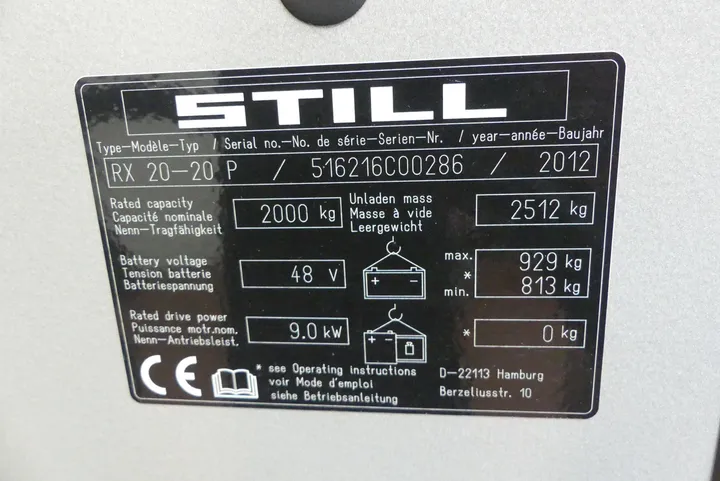 STILL
Type-Modèle-Typ / Serial no.-No. de série-Serien-Nr. / year-année-Baujahr
RX 20-20 P / 516216C00286 / 2012
Rated capacity
Capacité nominale
Nenn-Tragfähigkeit
2000 kg
Unladen mass
Masse à vide
Leergewicht
2512 kg
Battery voltage
Tension batterie
Batteriespannung
48 V
max. 929 kg
*
min. 813 kg
Rated drive power
Puissance motr.nom.
Nenn-Antriebsleist.
9.0 kW
* 0 kg
CE
* see Operating instructions
voir Mode d'emploi
siehe Betriebsanleitung
D-22113 Hamburg
Berzeliusstr. 10